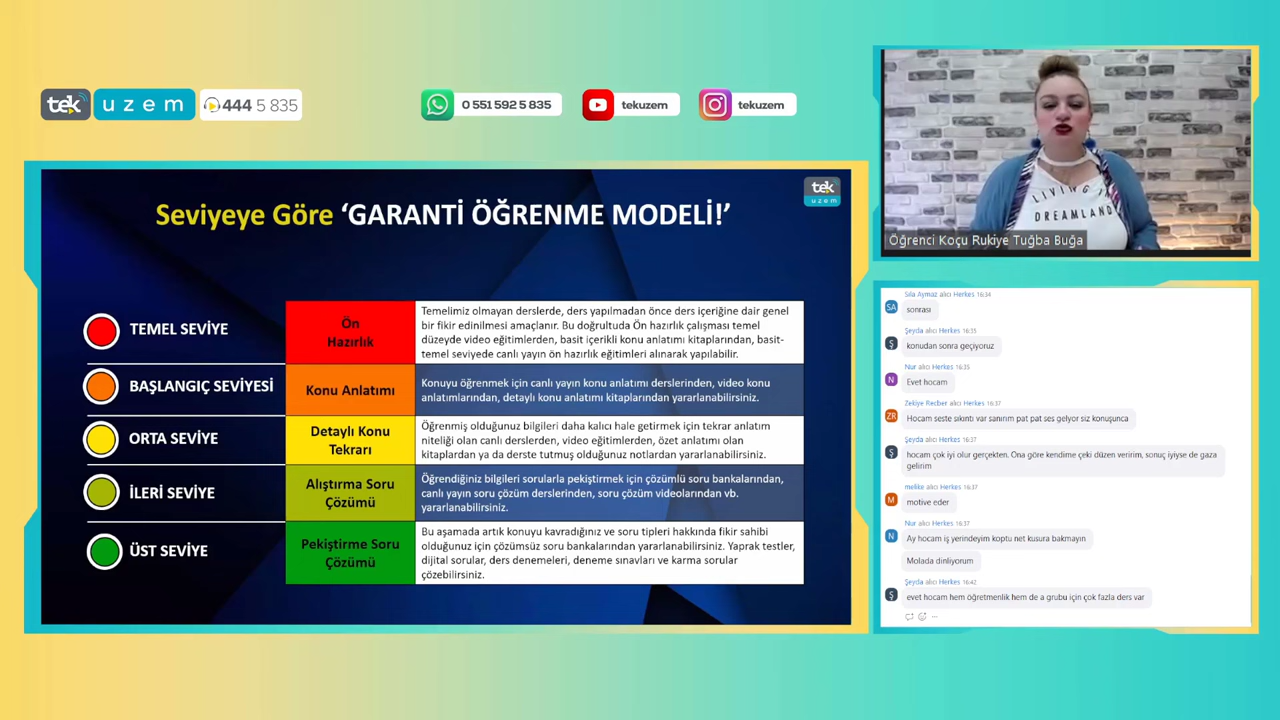 tek uzem 444 5 835
0 551 592 5 835
tekuzem
tekuzem
tek
uzem
Seviyeye Göre ‘GARANTİ ÖĞRENME MODELİ!’
TEMEL SEVİYE
Ön
Hazırlık
Temelimiz olmayan derslerde, ders yapılmadan önce ders içeriğine dair genel
bir fikir edinilmesi amaçlanır. Bu doğrultuda Ön hazırlık çalışması temel
düzeyde video eğitimlerden, basit içerikli konu anlatımı kitaplarından, basit-
temel seviyede canlı yayın ön hazırlık eğitimleri alınarak yapılabilir.
BAŞLANGIÇ SEVİYESİ
Konu Anlatımı
Konuyu öğrenmek için canlı yayın konu anlatımı derslerinden, video konu
anlatımlarından, detaylı konu anlatımı kitaplarından yararlanabilirsiniz.
ORTA SEVİYE
Detaylı Konu
Tekrarı
Öğrenmiş olduğunuz bilgileri daha kalıcı hale getirmek için tekrar anlatım
niteliği olan canlı derslerden, video eğitimlerden, özet anlatımı olan
kitaplardan ya da derste tutmuş olduğunuz notlardan yararlanabilirsiniz.
İLERİ SEVİYE
Alıştırma Soru
Çözümü
Öğrendiğiniz bilgileri sorularla pekiştirmek için çözümlü soru bankalarından,
canlı yayın soru çözüm derslerinden, soru çözüm videolarından vb.
yararlanabilirsiniz.
ÜST SEVİYE
Pekiştirme Soru
Çözümü
Bu aşamada artık konuyu kavradığınız ve soru tipleri hakkında fikir sahibi
olduğunuz için çözümsüz soru bankalarından yararlanabilirsiniz. Yaprak testler,
dijital sorular, ders denemeleri, deneme sınavları ve karma sorular
çözebilirsiniz.
LIVING
DREAMLAND
Öğrenci Koçu Rukiye Tuğba Buğa
Sıla Aymaz alıcı Herkes 16:34
SA
sonrası
Şeyda alıcı Herkes 16:35
Ş
konudan sonra geçiyoruz
Nur alıcı Herkes 16:35
N
Evet hocam
Zekiye Recber alıcı Herkes 16:37
ZR
Hocam seste sıkıntı var sanırım pat pat ses gelyor sız konuşunca
Şeyda alıcı Herkes 16:37
Ş
hocam çok iyi olur gerçekten. Ona göre kendime çeki düzen veririm, sonuç iyiyse de gaza
gelirim
melike alıcı Herkes 16:37
M
motive eder
Nur alıcı Herkes 16:37
N
Ay hocam iş yerindeyim koptu net kusura bakmayın
Molada dinliyorum
Şeyda alıcı Herkes 16:42
Ş
evet hocam hem öğretmenlik hem de a grubu için çok fazla ders var